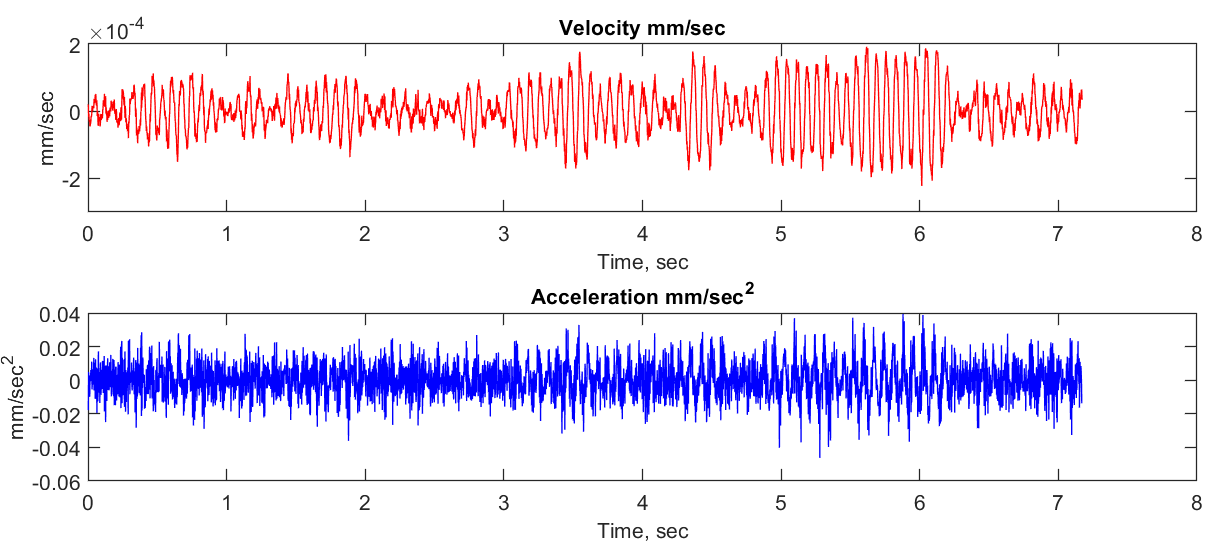 ×10⁻⁴
Velocity mm/sec
2
0
-2
mm/sec
0 1 2 3 4 5 6 7 8
Time, sec
Acceleration mm/sec²
0.04
0.02
0
-0.02
-0.04
-0.06
mm/sec²
0 1 2 3 4 5 6 7 8
Time, sec